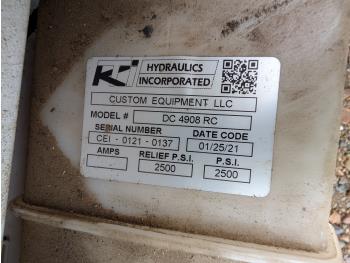 KTI HYDRAULICS
INCORPORATED
CUSTOM EQUIPMENT LLC
MODEL # DC 4908 RC
SERIAL NUMBER DATE CODE
CEI - 0121 - 0137 01/25/21
AMPS RELIEF P.S.I. P.S.I.
2500 2500